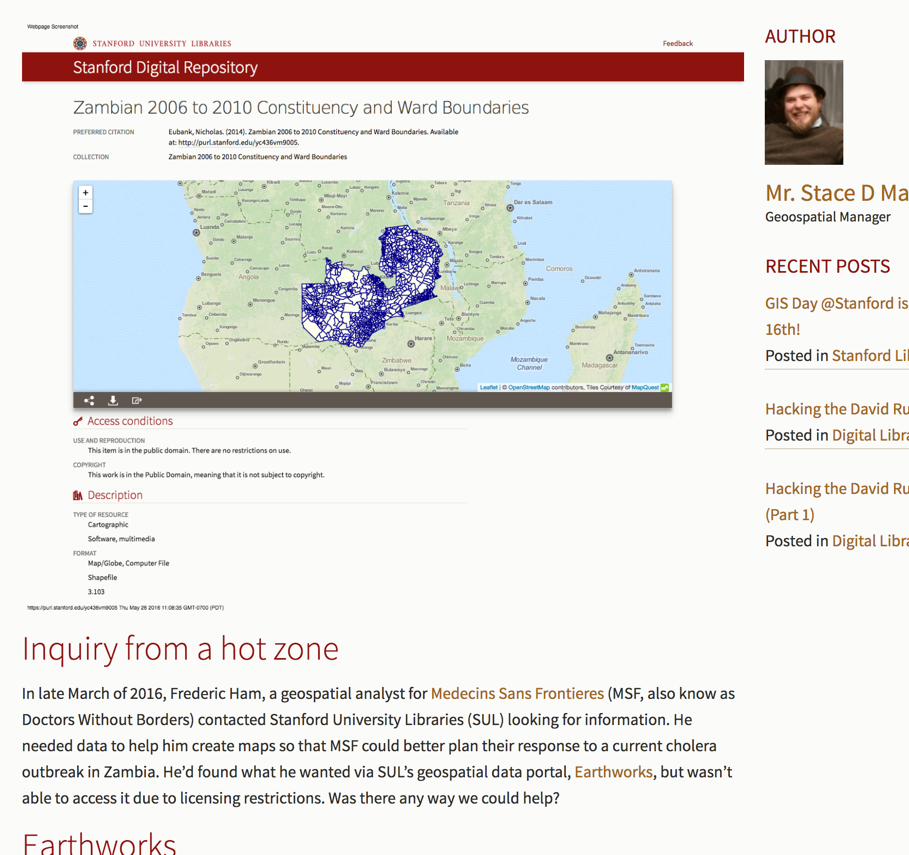 Webpage Screenshot
STANFORD UNIVERSITY LIBRARIES
Feedback
Stanford Digital Repository
Zambian 2006 to 2010 Constituency and Ward Boundaries
PREFERRED CITATION
Eubank, Nicholas. (2014). Zambian 2006 to 2010 Constituency and Ward Boundaries. Available
at: http://purl.stanford.edu/yc436vm9005.
COLLECTION
Zambian 2006 to 2010 Constituency and Ward Boundaries
+
-
Tanzania
Dar es Salaam
Luanda
Angola
Comoros
Malawi
Mozambique
Harare
Zimbabwe
Mozambique
Channel
Antananarivo
Madagascar
Leaflet | © OpenStreetMap contributors, Tiles Courtesy of MapQuest
Access conditions
USE AND REPRODUCTION
This item is in the public domain. There are no restrictions on use.
COPYRIGHT
This work is in the Public Domain, meaning that it is not subject to copyright.
Description
TYPE OF RESOURCE
Cartographic
Software, multimedia
FORMAT
Map/Globe, Computer File
Shapefile
3.103
https://purl.stanford.edu/yc436vm9005 Thu May 26 2016 11:08:35 GMT-0700 (PDT)
Inquiry from a hot zone
In late March of 2016, Frederic Ham, a geospatial analyst for Medecins Sans Frontieres (MSF, also know as
Doctors Without Borders) contacted Stanford University Libraries (SUL) looking for information. He
needed data to help him create maps so that MSF could better plan their response to a current cholera
outbreak in Zambia. He’d found what he wanted via SUL’s geospatial data portal, Earthworks, but wasn’t
able to access it due to licensing restrictions. Was there any way we could help?
Earthworks
AUTHOR
Mr. Stace D Ma
Geoospatial Manager
RECENT POSTS
GIS Day @Stanford is
16th!
Posted in Stanford Lil
Hacking the David Ru
Posted in Digital Libra
Hacking the David Ru
(Part 1)
Posted in Digital Libra